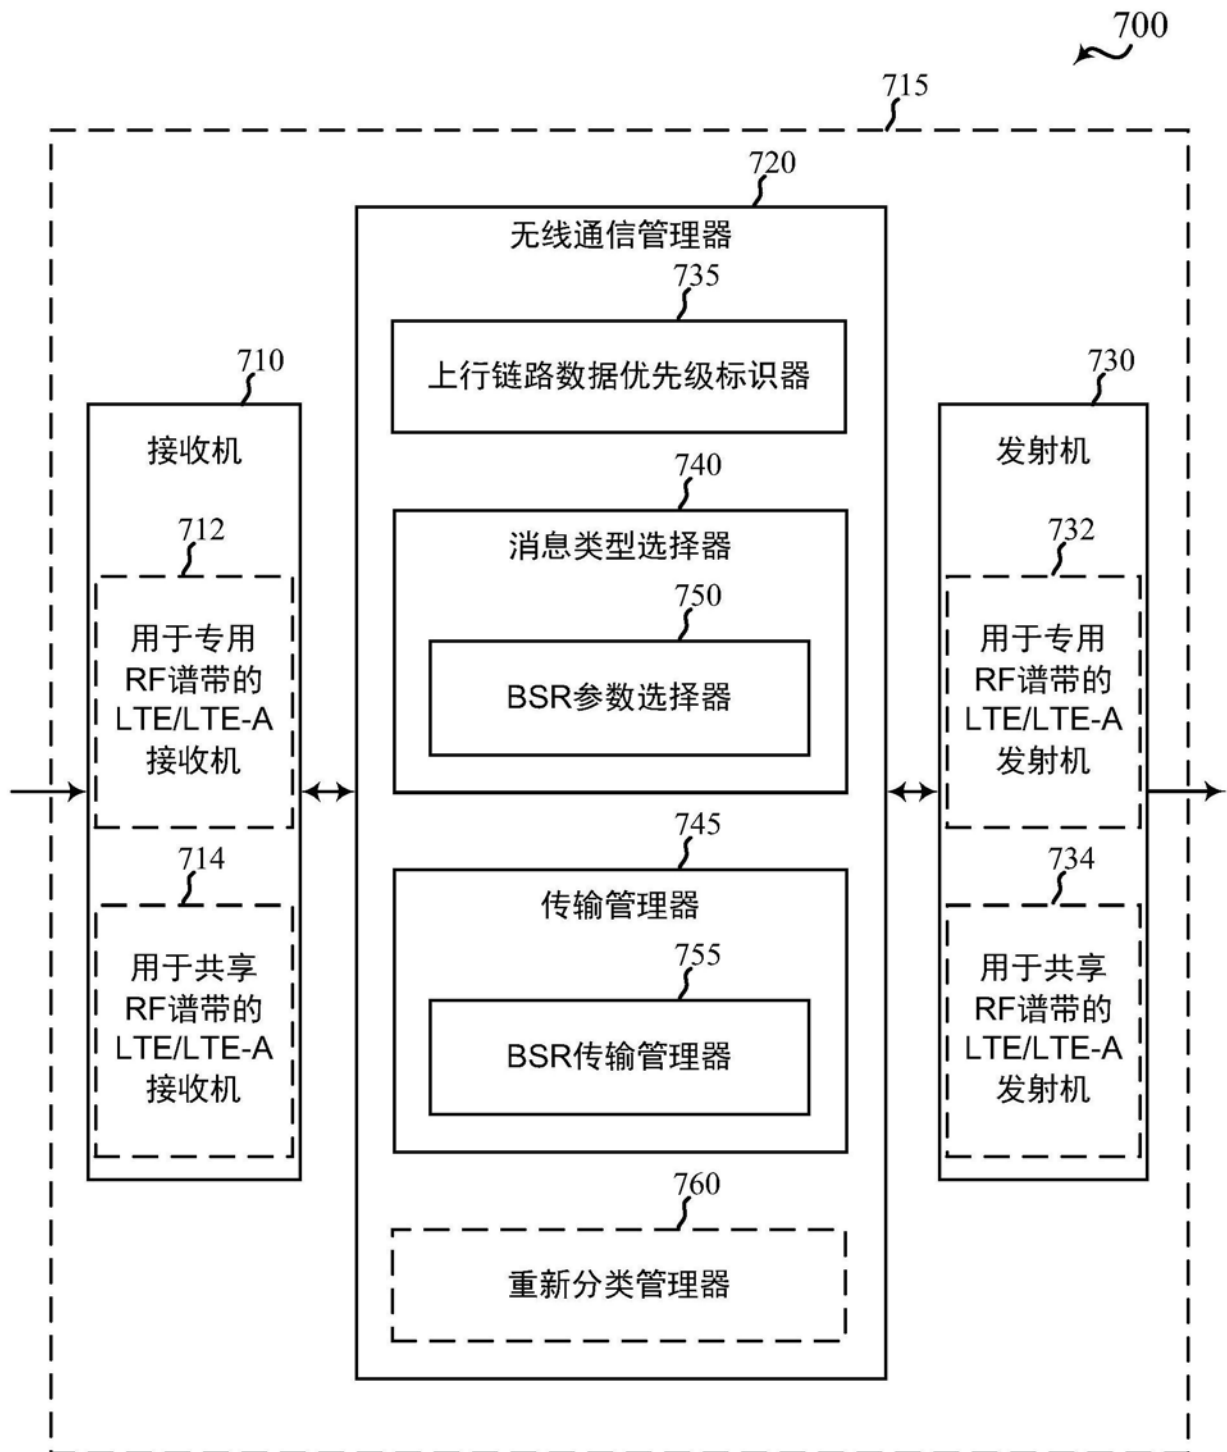 700
715
720
无线通信管理器
735
上行链路数据优先级标识器
710
接收机
712
用于专用
RF谱带的
LTE/LTE-A
接收机
714
用于共享
RF谱带的
LTE/LTE-A
接收机
740
消息类型选择器
750
BSR参数选择器
745
传输管理器
755
BSR传输管理器
760
重新分类管理器
730
发射机
732
用于专用
RF谱带的
LTE/LTE-A
发射机
734
用于共享
RF谱带的
LTE/LTE-A
发射机